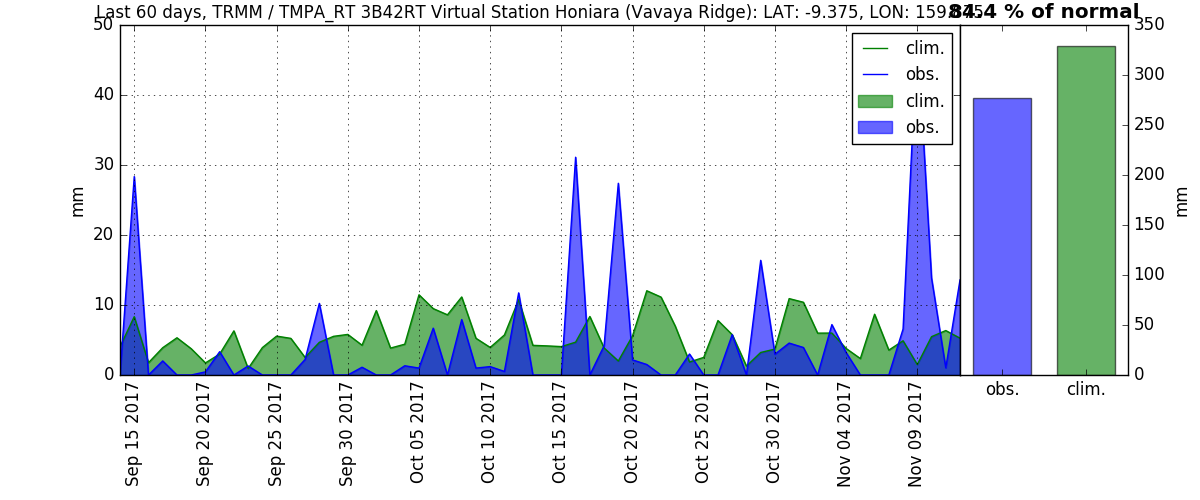 Last 60 days, TRMM / TMPA_RT 3B42RT Virtual Station Honiara (Vavaya Ridge): LAT: -9.375, LON:
84.4 % of normal
50
40
30
20
10
0
mm
clim.
obs.
clim.
obs.
350
300
250
200
150
100
50
0
mm
obs.
clim.
Sep 15 2017
Sep 20 2017
Sep 25 2017
Sep 30 2017
Oct 05 2017
Oct 10 2017
Oct 15 2017
Oct 20 2017
Oct 25 2017
Oct 30 2017
Nov 04 2017
Nov 09 2017